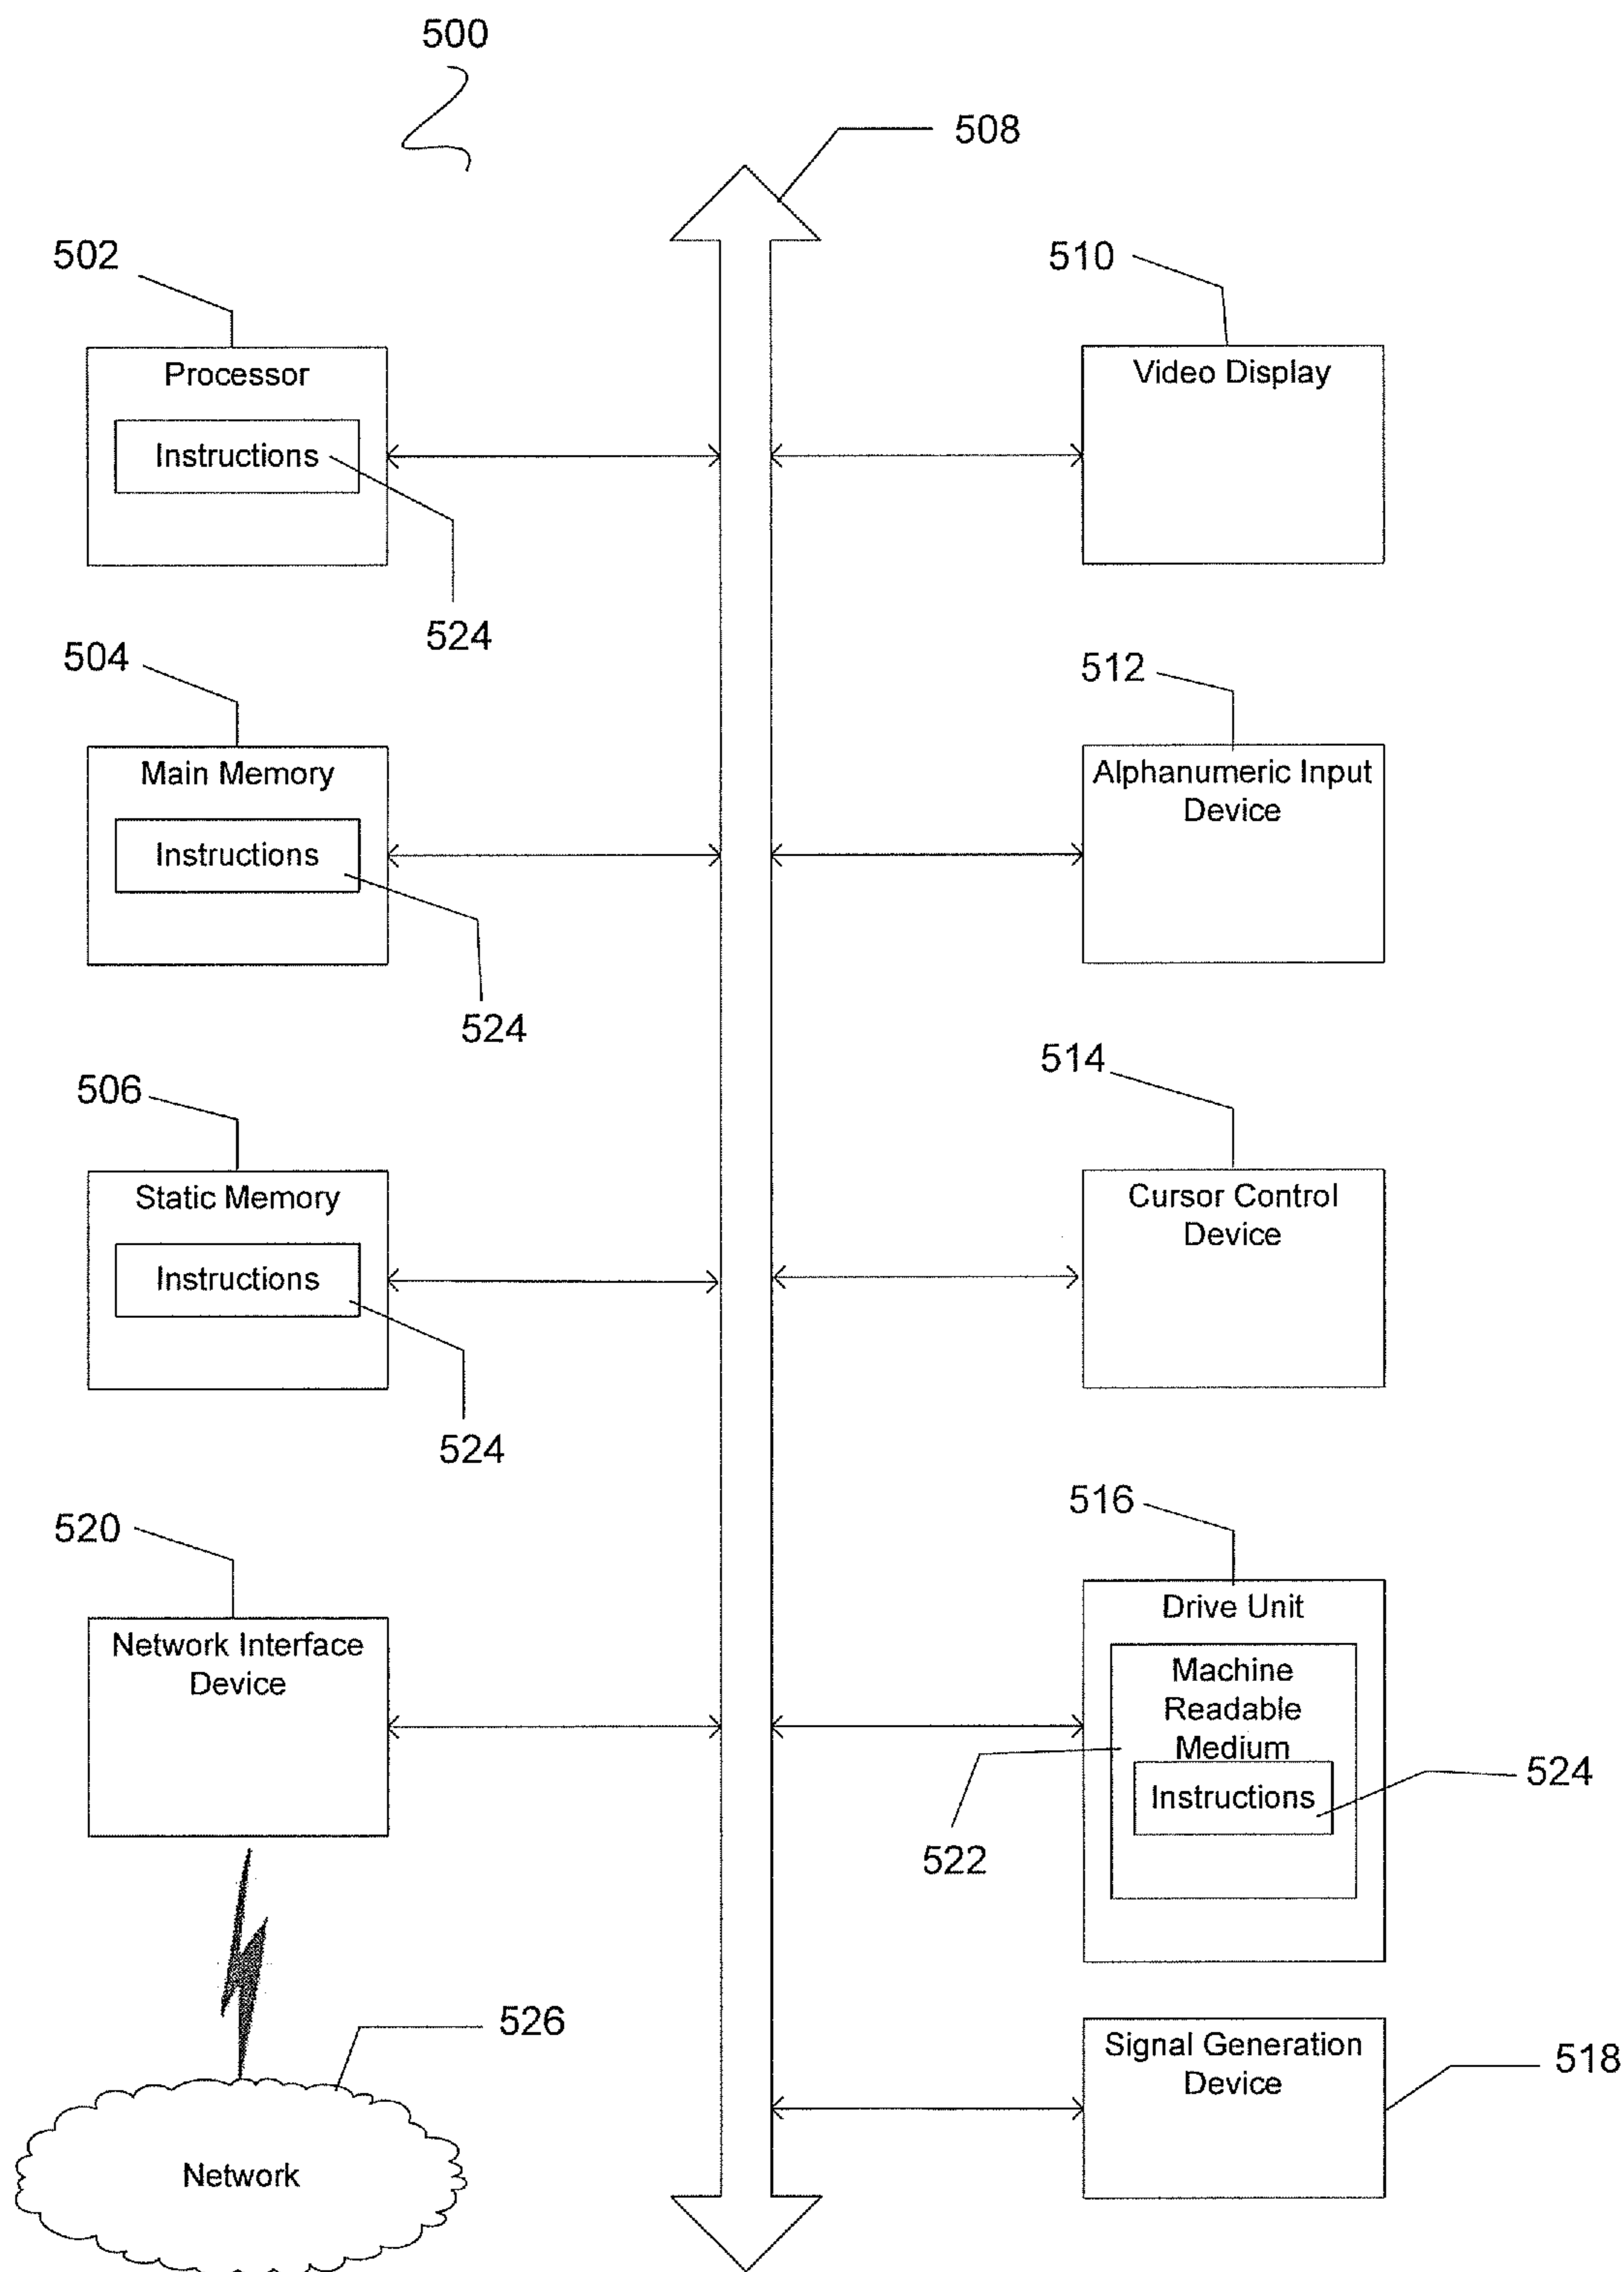 500
508
502
510
Processor
Video Display
Instructions
524
504
512
Main Memory
Alphanumeric Input
Device
Instructions
524
514
506
Static Memory
Cursor Control
Device
Instructions
524
516
520
Drive Unit
Network Interface
Device
Machine
Readable
Medium
524
Instructions
522
526
Signal Generation
Device
518
Network